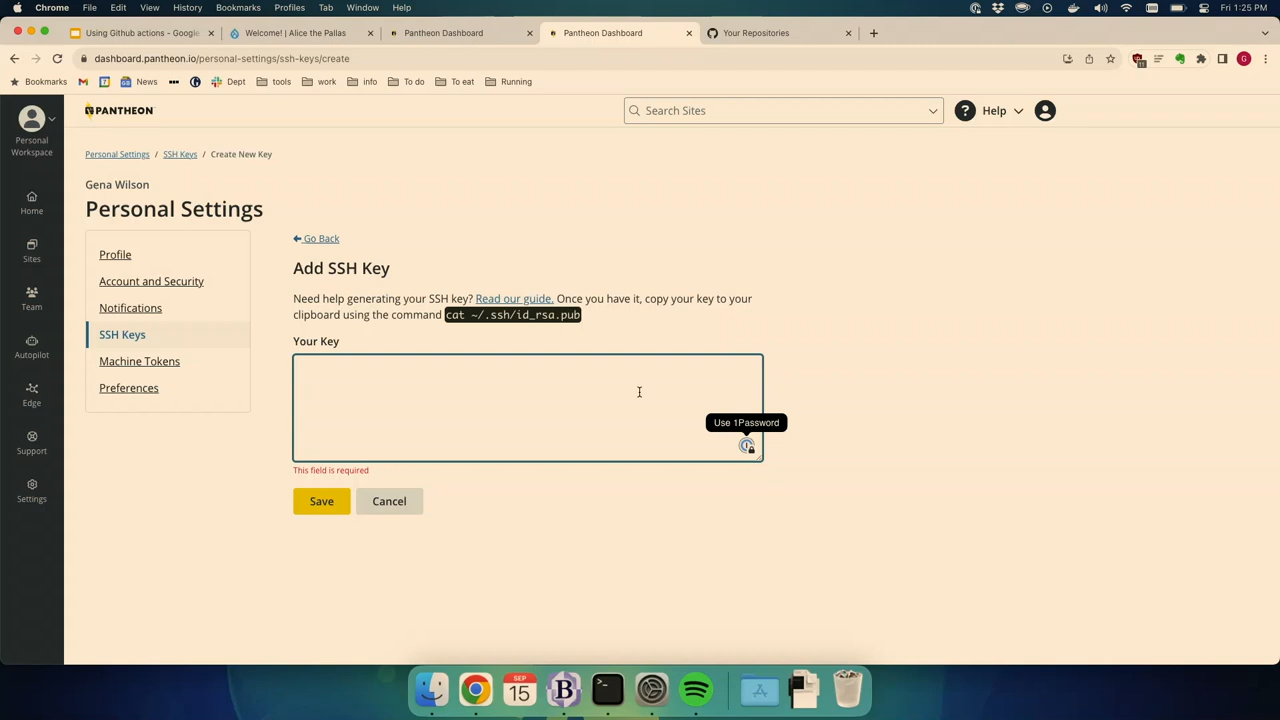 Chrome File Edit View History Bookmarks Profiles Tab Window Help Fri 1:25 PM
Using Github actions - Google Welcome! | Alice the Pallas Pantheon Dashboard Pantheon Dashboard Your Repositories
dashboard.pantheon.io/personal-settings/ssh-keys/create
Bookmarks News Dept tools work info To do To eat Running
PANTHEON
Search Sites
Help
Personal
Workspace
Home
Sites
Team
Autopilot
Edge
Support
Settings
Personal Settings / SSH Keys / Create New Key
Gena Wilson
Personal Settings
Profile
Account and Security
Notifications
SSH Keys
Machine Tokens
Preferences
Go Back
Add SSH Key
Need help generating your SSH key? Read our guide. Once you have it, copy your key to your
clipboard using the command cat ~/.ssh/id_rsa.pub
Your Key
Use 1Password
This field is required
Save Cancel
SEP
15